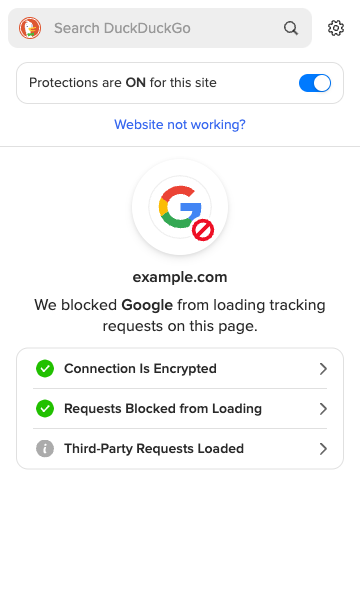 Search DuckDuckGo
Protections are ON for this site
Website not working?
example.com
We blocked Google from loading tracking
requests on this page.
Connection Is Encrypted
Requests Blocked from Loading
Third-Party Requests Loaded